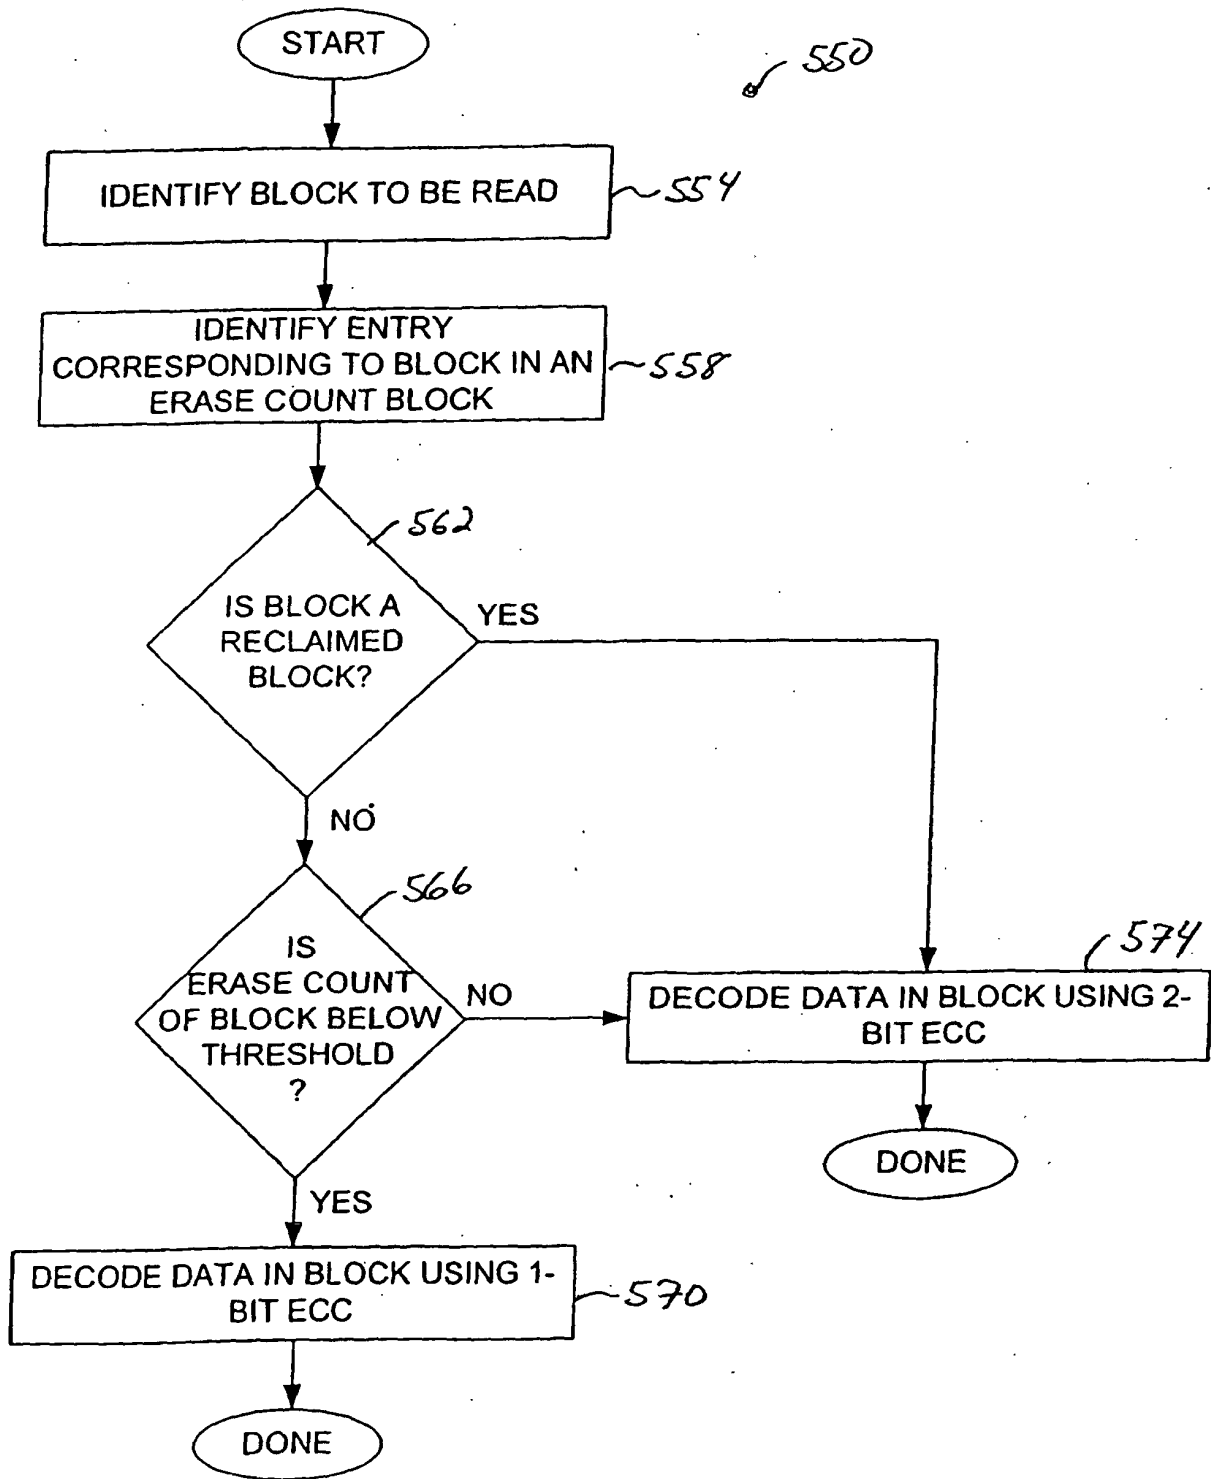 START
550
IDENTIFY BLOCK TO BE READ
554
IDENTIFY ENTRY
CORRESPONDING TO BLOCK IN AN
ERASE COUNT BLOCK
558
562
IS BLOCK A
RECLAIMED
BLOCK?
YES
NO
566
IS
ERASE COUNT
OF BLOCK BELOW
THRESHOLD
?
NO
574
DECODE DATA IN BLOCK USING 2-
BIT ECC
DONE
YES
DECODE DATA IN BLOCK USING 1-
BIT ECC
570
DONE